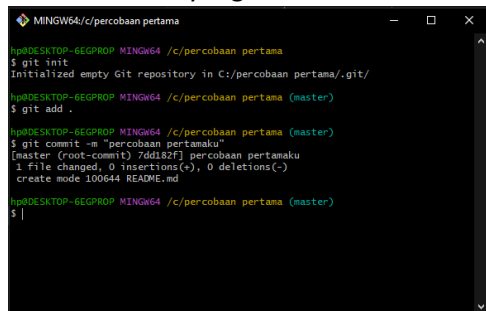 MINGW64:/c/percobaan pertama
hp@DESKTOP-6EGPROP MINGW64 /c/percobaan pertama
$ git init
Initialized empty Git repository in C:/percobaan pertama/.git/
hp@DESKTOP-6EGPROP MINGW64 /c/percobaan pertama (master)
$ git add .
hp@DESKTOP-6EGPROP MINGW64 /c/percobaan pertama (master)
$ git commit -m "percobaan pertamaku"
[master (root-commit) 7dd182f] percobaan pertamaku
1 file changed, 0 insertions(+), 0 deletions(-)
create mode 100644 README.md
hp@DESKTOP-6EGPROP MINGW64 /c/percobaan pertama (master)
$